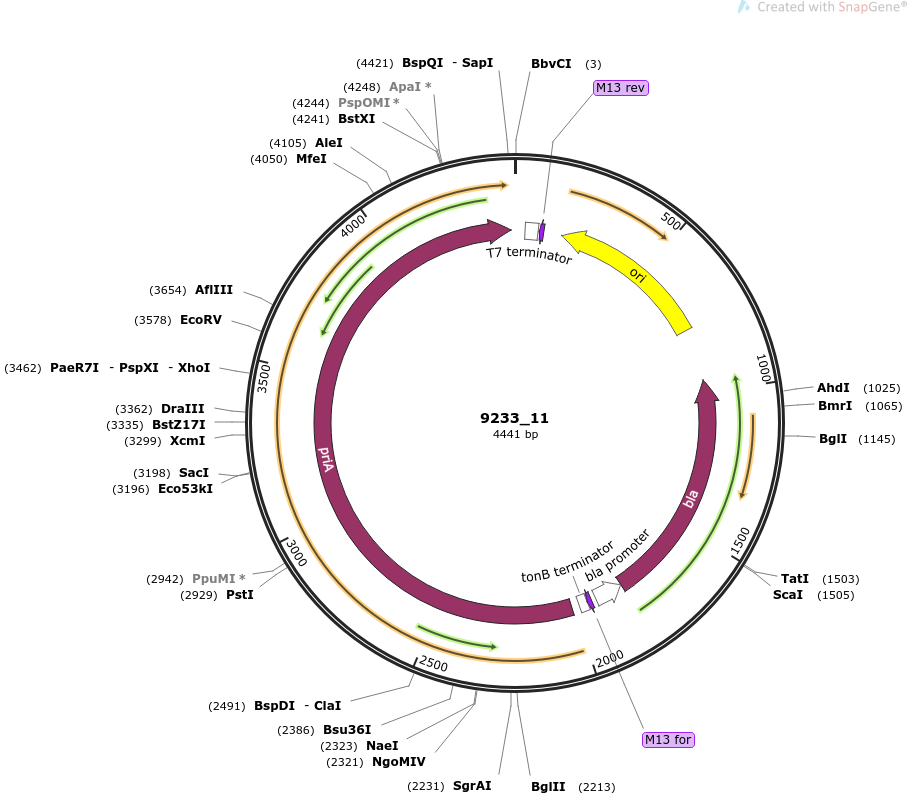 Created with SnapGene®
(4421) BspQI - SapI
BbvCI (3)
(4248) ApaI *
M13 rev
(4244) PspOMI *
(4241) BstXI
(4105) AleI
(4050) MfeI
4000
500
T7 terminator
ori
(3654) AflIII
(3578) EcoRV
(3462) PaeR7I - PspXI - XhoI
3500
1000
AhdI (1025)
(3362) DraIII
BmrI (1065)
9233_11
(3335) BstZ17I
4441 bp
(3299) XcmI
BglI (1145)
priA
(3198) SacI
(3196) Eco53kI
bla
3000
1500
tonB terminator
bla promoter
(2942) PpuMI *
TatI (1503)
(2929) PstI
ScaI (1505)
2500
2000
(2491) BspDI - ClaI
(2386) Bsu36I
M13 for
(2323) NaeI
(2321) NgoMIV
(2231) SgrAI
BglII (2213)